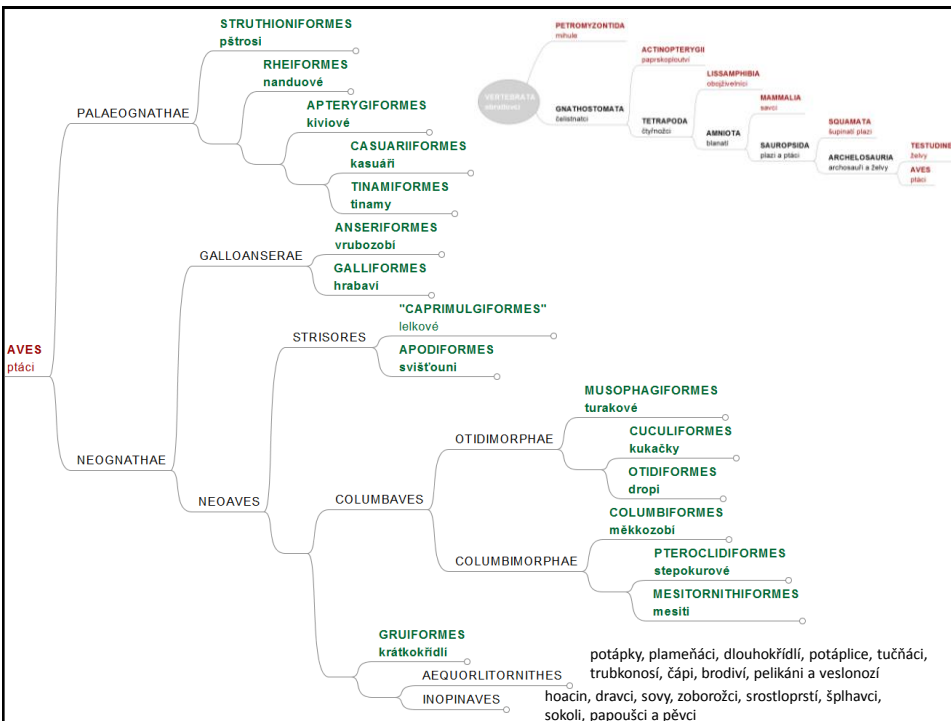 STRUTHIONIFORMES
pštrosi
RHEIFORMES
nanduové
PALAEOGNATHAE
APTERYGIFORMES
kiviové
CASUARIIFORMES
kasuáři
TINAMIFORMES
tinamy
PETROMYZONTIDA
mihule
ACTINOPTERYGII
paprskoploutví
LISSAMPHIBIA
obojživelníci
VERTEBRATA
obratlovci
GNATHOSTOMATA
čelistnatci
MAMMALIA
savci
TETRAPODA
čtyřnožci
AMNIOTA
blanatí
SQUAMATA
šupinatí plazi
SAUROPSIDA
plazi a ptáci
ARCHELOSAURIA
archosauři a želvy
TESTUDINE
želvy
AVES
ptáci
ANSERIFORMES
vrubozobí
GALLOANSERAE
GALLIFORMES
hrabaví
"CAPRIMULGIFORMES"
lelkové
STRISORES
APODIFORMES
svišťouni
AVES
ptáci
MUSOPHAGIFORMES
turakové
OTIDIMORPHAE
CUCULIFORMES
kukačky
OTIDIFORMES
dropi
NEOGNATHAE
NEOAVES
COLUMBAVES
COLUMBIFORMES
měkkozobí
COLUMBIMORPHAE
PTEROCLIDIFORMES
stepokurové
MESITORNITHIFORMES
mesiti
GRUIFORMES
krátkokřídlí
AEQUORLITORNITHES
potápky, plameňáci, dlouhokřídlí, potáplice, tučňáci,
trubkonosí, čápi, brodiví, pelikáni a veslonozí
INOPINAVES
hoacin, dravci, sovy, zoborožci, srostloprstí, šplhavci,
sokoli, papoušci a pěvci